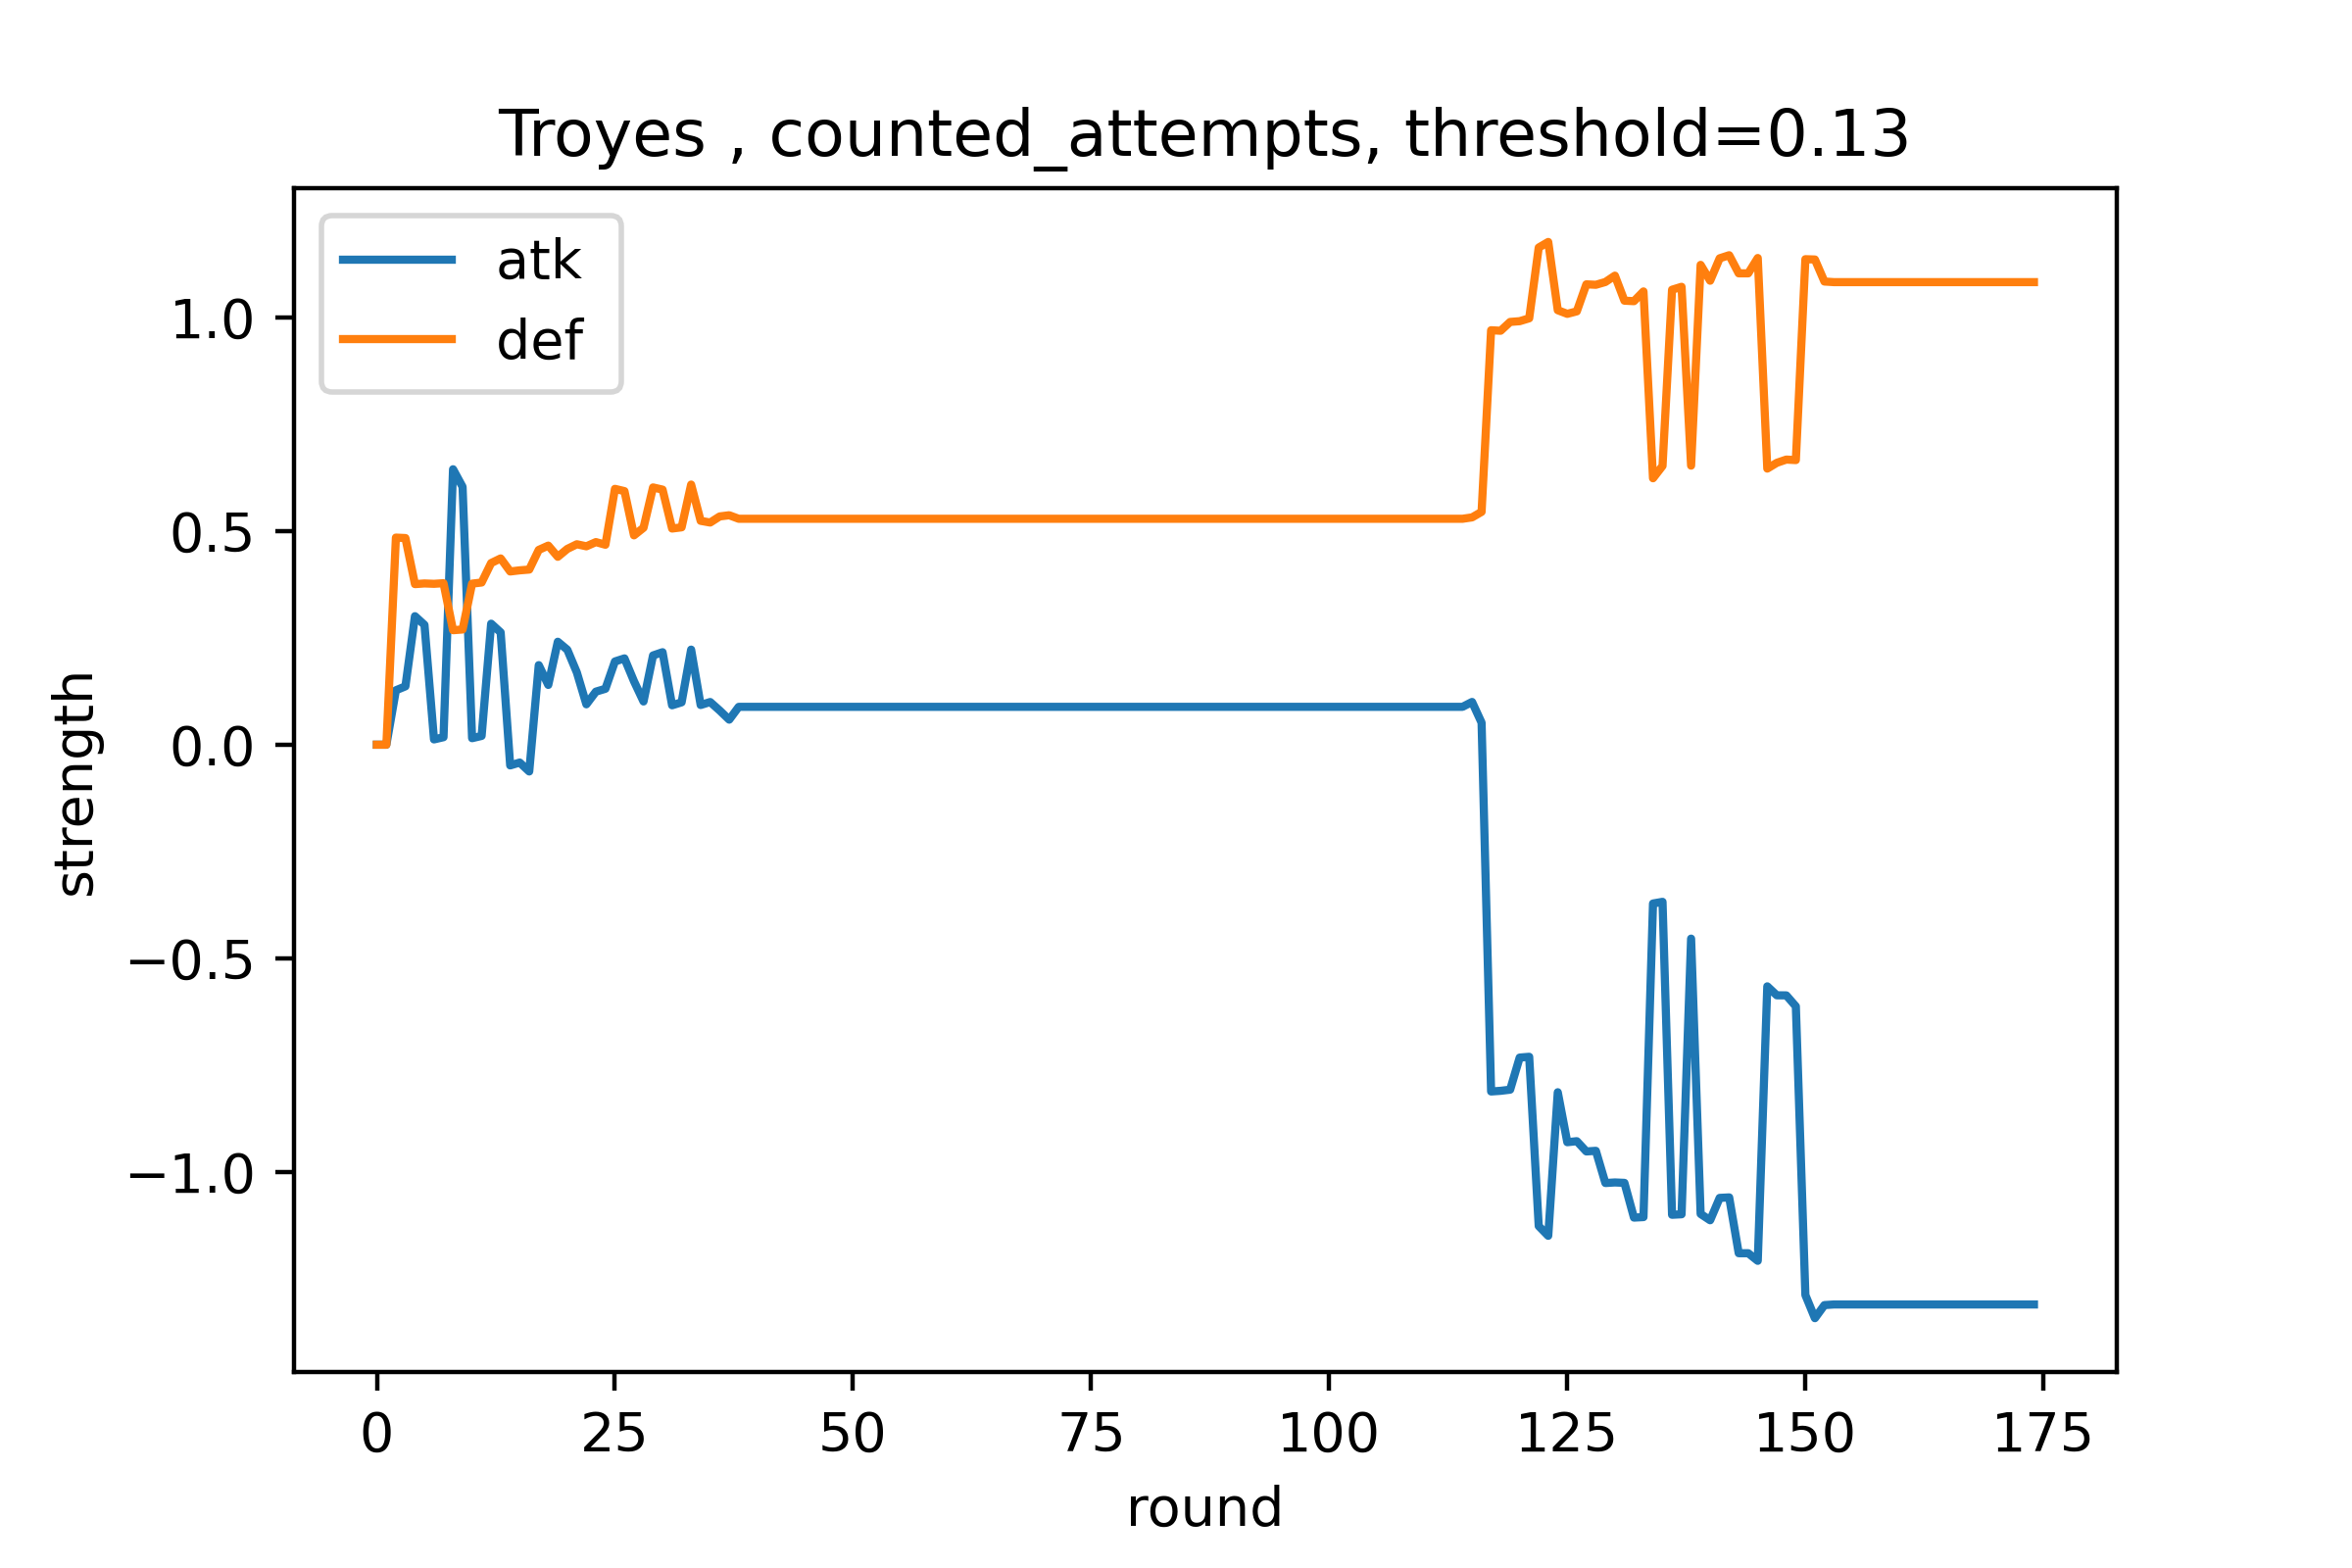 Troyes , counted_attempts, threshold=0.13
atk
def
1.0
0.5
0.0
−0.5
−1.0
strength
0 25 50 75 100 125 150 175
round